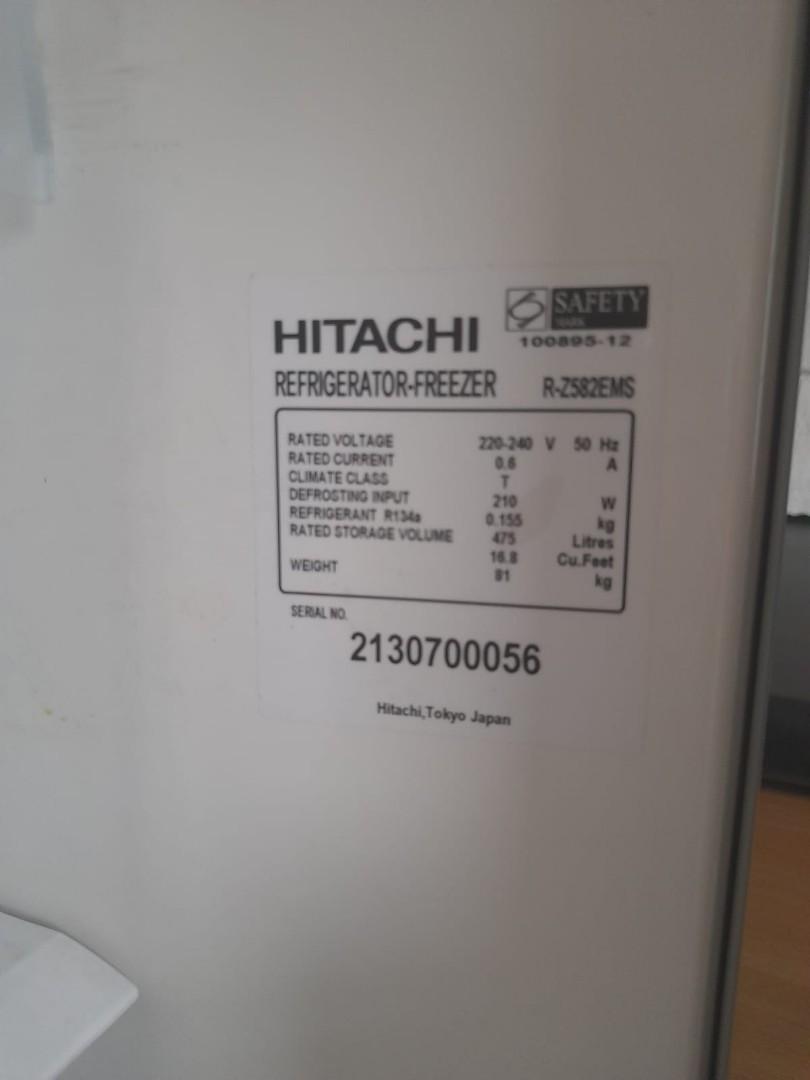 SAFETY
MARK
HITACHI
100895-12
REFRIGERATOR-FREEZER R-Z582EMS
RATED VOLTAGE 220-240 V 50 Hz
RATED CURRENT 0.6 A
CLIMATE CLASS T
DEFROSTING INPUT 210 W
REFRIGERANT R134a 0.155 kg
RATED STORAGE VOLUME 475 Litres
16.8 Cu.Feet
WEIGHT 81 kg
SERIAL NO.
2130700056
Hitachi,Tokyo Japan